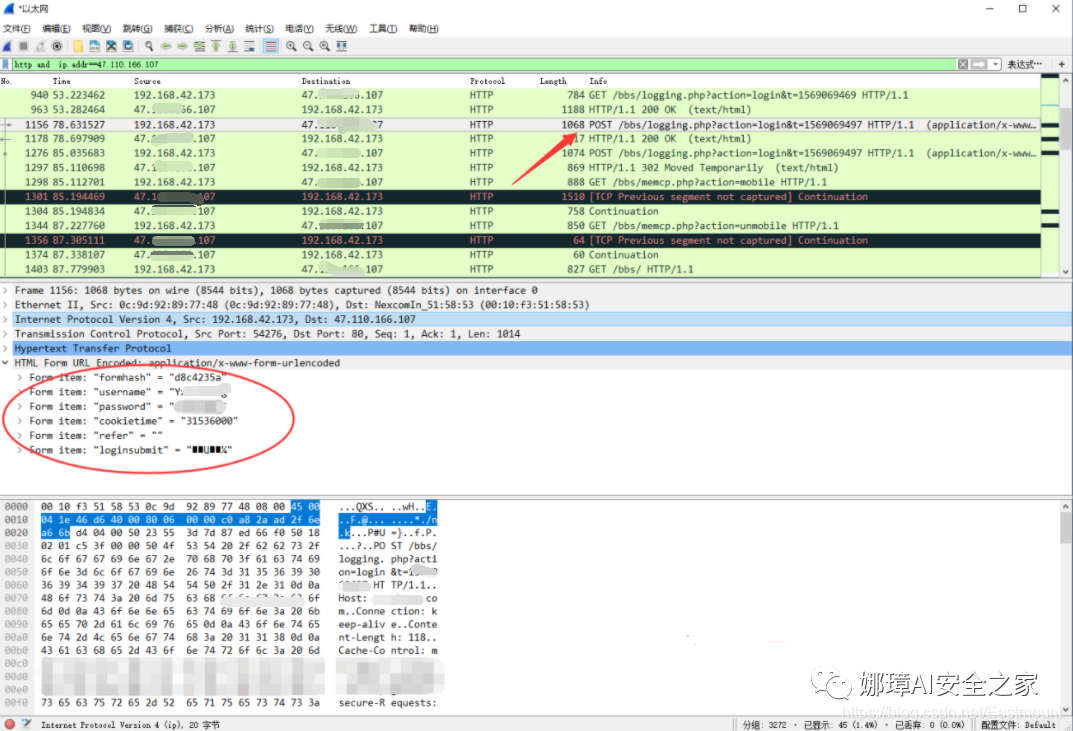 *以太网
文件(F) 编辑(E) 视图(V) 跳转(G) 捕获(C) 分析(A) 统计(S) 电话(Y) 无线(W) 工具(T) 帮助(H)
http and ip.addr==47.110.166.107 表达式… +
No. Time Source Destination Protocol Length Info
940 53.223462 192.168.42.173 47. .107 HTTP 784 GET /bbs/logging.php?action=login&t=1569069469 HTTP/1.1
963 53.282464 47. .107 192.168.42.173 HTTP 1188 HTTP/1.1 200 OK (text/html)
1156 78.631527 192.168.42.173 47. HTTP 1068 POST /bbs/logging.php?action=login&t=1569069497 HTTP/1.1 (application/x-www…
1178 78.697909 47. .107 192.168.42.173 HTTP HTTP/1.1 200 OK (text/html)
1276 85.035683 192.168.42.173 47. .107 HTTP 1074 POST /bbs/logging.php?action=login&t=1569069497 HTTP/1.1 (application/x-www…
1297 85.110698 47. .107 192.168.42.173 HTTP 869 HTTP/1.1 302 Moved Temporarily (text/html)
1298 85.112701 192.168.42.173 47. .107 HTTP 888 GET /bbs/memcp.php?action=mobile HTTP/1.1
1301 85.194469 47. .107 192.168.42.173 HTTP 1510 [TCP Previous segment not captured] Continuation
1304 85.194834 47. .107 192.168.42.173 HTTP 758 Continuation
1344 87.227760 192.168.42.173 47. .107 HTTP 850 GET /bbs/memcp.php?action=unmobile HTTP/1.1
1356 87.305111 47. .107 192.168.42.173 HTTP 64 [TCP Previous segment not captured] Continuation
1374 87.338107 47. .107 192.168.42.173 HTTP 60 Continuation
1403 87.779903 192.168.42.173 47. .107 HTTP 827 GET /bbs/ HTTP/1.1
Frame 1156: 1068 bytes on wire (8544 bits), 1068 bytes captured (8544 bits) on interface 0
Ethernet II, Src: 0c:9d:92:89:77:48 (0c:9d:92:89:77:48), Dst: NexcomIn_51:58:53 (00:10:f3:51:58:53)
Internet Protocol Version 4, Src: 192.168.42.173, Dst: 47.110.166.107
Transmission Control Protocol, Src Port: 54276, Dst Port: 80, Seq: 1, Ack: 1, Len: 1014
Hypertext Transfer Protocol
HTML Form URL Encoded: application/x-www-form-urlencoded
Form item: "formhash" = "d8c4235a"
Form item: "username" = "Y
Form item: "password" = "
Form item: "cookietime" = "31536000"
Form item: "refer" = ""
Form item: "loginsubmit" = "
0000 00 10 f3 51 58 53 0c 9d 92 89 77 48 08 00 45 00 ...QXS.. ..wH..E.
0010 04 1e 46 d6 40 00 80 06 00 00 c0 a8 2a ad 2f 6e ..F.@... ....*./n
0020 a6 6b d4 04 00 50 23 55 3d 7d 87 ed 66 f0 50 18 .k...P#U =}..f.P.
0030 02 01 c5 3f 00 00 50 4f 53 54 20 2f 62 62 73 2f ...?..PO ST /bbs/
0040 6c 6f 67 67 69 6e 67 2e 70 68 70 3f 61 63 74 69 logging. php?acti
0050 6f 6e 3d 6c 6f 67 69 6e 26 74 3d 31 35 36 39 30 on=login &t=
0060 36 39 34 39 37 20 48 54 54 50 2f 31 2e 31 0d 0a HT TP/1.1..
0070 48 6f 73 74 3a 20 6d 75 63 68 6f Host: co
0080 6d 0d 0a 43 6f 6e 6e 65 63 74 69 6f 6e 3a 20 6b m..Conne ction: k
0090 65 65 70 2d 61 6c 69 76 65 0d 0a 43 6f 6e 74 65 eep-aliv e..Conte
00a0 6e 74 2d 4c 65 6e 67 74 68 3a 20 31 31 38 0d 0a nt-Lengt h: 118..
00b0 43 61 63 68 65 2d 43 6f 6e 74 72 6f 6c 3a 20 6d Cache-Co ntrol: m
00c0
00d0
00e0
00f0 73 65 63 75 72 65 2d 52 65 71 75 65 73 74 73 3a secure-R equests:
娜璋AI安全之家
https://blog.csdn.net/Eastmount
Internet Protocol Version 4 (ip), 20 字节 分组: 3272 · 已显示: 45 (1.4%) · 已丢弃: 0 (0.0%) 配置文件: Default